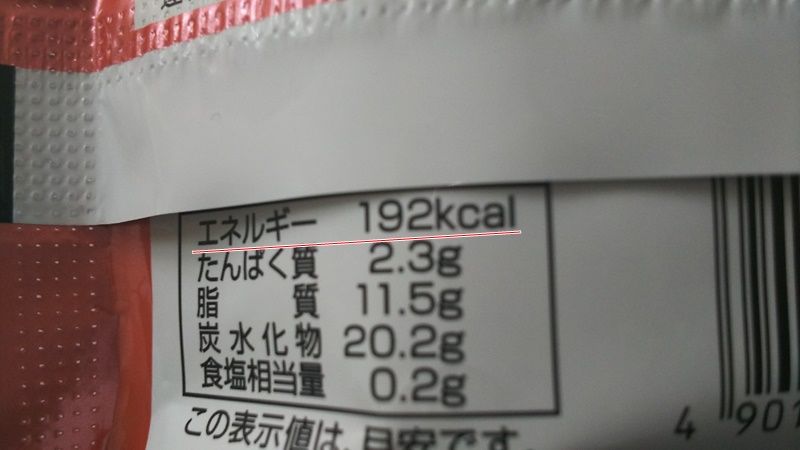 エネルギー 192kcal
たんぱく質 2.3g
脂質 11.5g
炭水化物 20.2g
食塩相当量 0.2g
この表示値は、目安です。
4 901